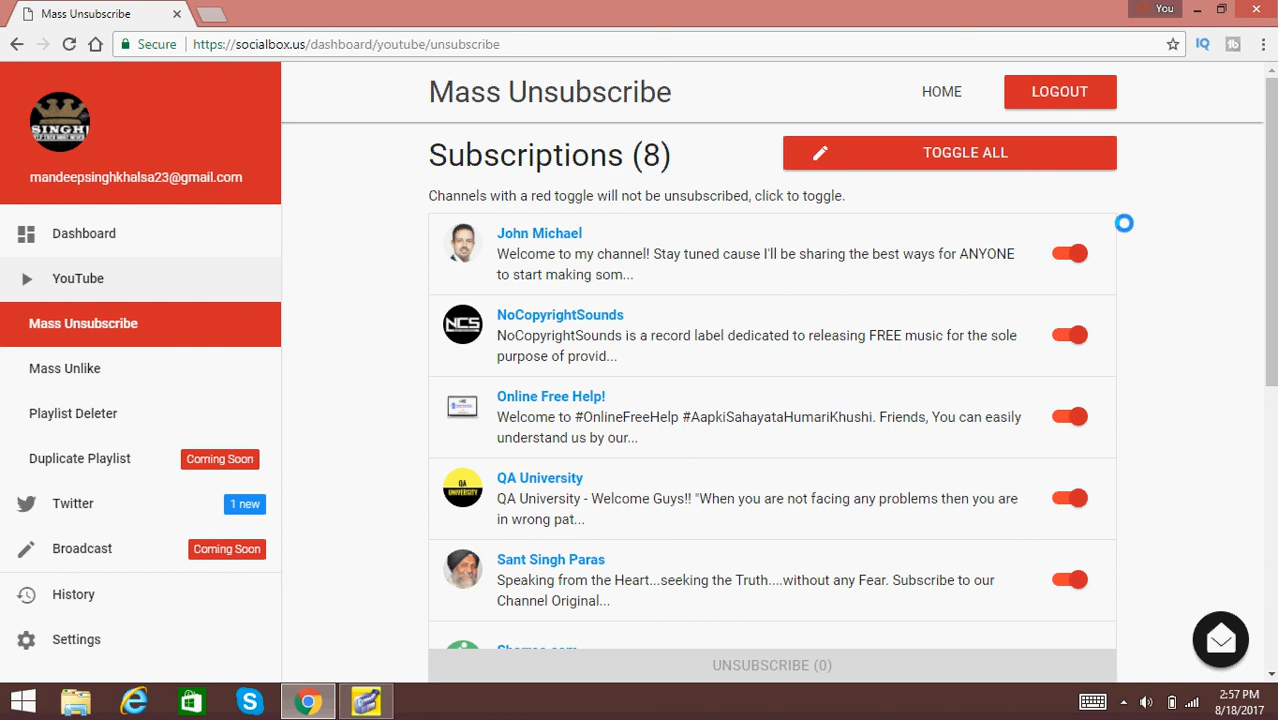 Mass Unsubscribe
You
Secure
https://socialbox.us/dashboard/youtube/unsubscribe
IQ
tb
SINGH
mandeepsinghkhalsa23@gmail.com
Dashboard
YouTube
Mass Unsubscribe
Mass Unlike
Playlist Deleter
Duplicate Playlist
Coming Soon
Twitter
1 new
Broadcast
Coming Soon
History
Settings
Mass Unsubscribe
HOME
LOGOUT
Subscriptions (8)
TOGGLE ALL
Channels with a red toggle will not be unsubscribed, click to toggle.
John Michael
Welcome to my channel! Stay tuned cause I'll be sharing the best ways for ANYONE
to start making som...
NCS
NoCopyrightSounds
NoCopyrightSounds is a record label dedicated to releasing FREE music for the sole
purpose of provid...
Online Free Help!
Welcome to #OnlineFreeHelp #AapkiSahayataHumariKhushi. Friends, You can easily
understand us by our...
QA
UNIVERSITY
QA University
QA University - Welcome Guys!! "When you are not facing any problems then you are
in wrong pat...
Sant Singh Paras
Speaking from the Heart...seeking the Truth....without any Fear. Subscribe to our
Channel Original...
UNSUBSCRIBE (0)
2:57 PM
8/18/2017